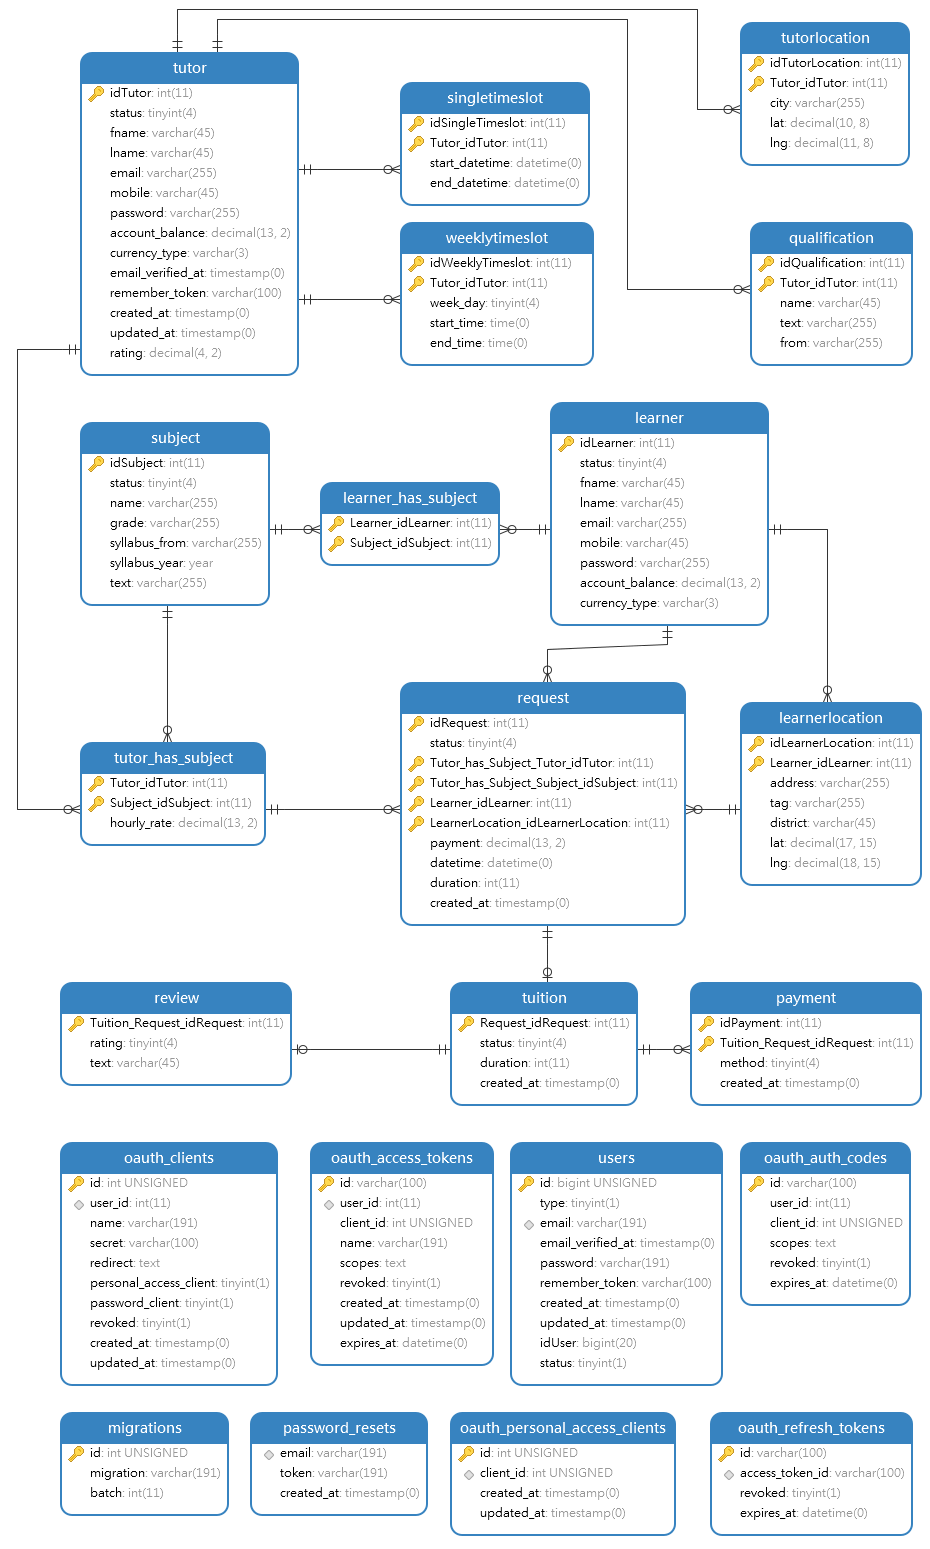 tutor
idTutor: int(11)
status: tinyint(4)
fname: varchar(45)
lname: varchar(45)
email: varchar(255)
mobile: varchar(45)
password: varchar(255)
account_balance: decimal(13, 2)
currency_type: varchar(3)
email_verified_at: timestamp(0)
remember_token: varchar(100)
created_at: timestamp(0)
updated_at: timestamp(0)
rating: decimal(4, 2)
singletimeslot
idSingleTimeslot: int(11)
Tutor_idTutor: int(11)
start_datetime: datetime(0)
end_datetime: datetime(0)
tutorlocation
idTutorLocation: int(11)
Tutor_idTutor: int(11)
city: varchar(255)
lat: decimal(10, 8)
lng: decimal(11, 8)
weeklytimeslot
idWeeklyTimeslot: int(11)
Tutor_idTutor: int(11)
week_day: tinyint(4)
start_time: time(0)
end_time: time(0)
qualification
idQualification: int(11)
Tutor_idTutor: int(11)
name: varchar(45)
text: varchar(255)
from: varchar(255)
subject
idSubject: int(11)
status: tinyint(4)
name: varchar(255)
grade: varchar(255)
syllabus_from: varchar(255)
syllabus_year: year
text: varchar(255)
learner_has_subject
Learner_idLearner: int(11)
Subject_idSubject: int(11)
learner
idLearner: int(11)
status: tinyint(4)
fname: varchar(45)
lname: varchar(45)
email: varchar(255)
mobile: varchar(45)
password: varchar(255)
account_balance: decimal(13, 2)
currency_type: varchar(3)
tutor_has_subject
Tutor_idTutor: int(11)
Subject_idSubject: int(11)
hourly_rate: decimal(13, 2)
request
idRequest: int(11)
status: tinyint(4)
Tutor_has_Subject_Tutor_idTutor: int(11)
Tutor_has_Subject_Subject_idSubject: int(11)
Learner_idLearner: int(11)
LearnerLocation_idLearnerLocation: int(11)
payment: decimal(13, 2)
datetime: datetime(0)
duration: int(11)
created_at: timestamp(0)
learnerlocation
idLearnerLocation: int(11)
Learner_idLearner: int(11)
address: varchar(255)
tag: varchar(255)
district: varchar(45)
lat: decimal(17, 15)
lng: decimal(18, 15)
review
Tuition_Request_idRequest: int(11)
rating: tinyint(4)
text: varchar(45)
tuition
Request_idRequest: int(11)
status: tinyint(4)
duration: int(11)
created_at: timestamp(0)
payment
idPayment: int(11)
Tuition_Request_idRequest: int(11)
method: tinyint(4)
created_at: timestamp(0)
oauth_clients
id: int UNSIGNED
user_id: int(11)
name: varchar(191)
secret: varchar(100)
redirect: text
personal_access_client: tinyint(1)
password_client: tinyint(1)
revoked: tinyint(1)
created_at: timestamp(0)
updated_at: timestamp(0)
oauth_access_tokens
id: varchar(100)
user_id: int(11)
client_id: int UNSIGNED
name: varchar(191)
scopes: text
revoked: tinyint(1)
created_at: timestamp(0)
updated_at: timestamp(0)
expires_at: datetime(0)
users
id: bigint UNSIGNED
type: tinyint(1)
email: varchar(191)
email_verified_at: timestamp(0)
password: varchar(191)
remember_token: varchar(100)
created_at: timestamp(0)
updated_at: timestamp(0)
idUser: bigint(20)
status: tinyint(1)
oauth_auth_codes
id: varchar(100)
user_id: int(11)
client_id: int UNSIGNED
scopes: text
revoked: tinyint(1)
expires_at: datetime(0)
migrations
id: int UNSIGNED
migration: varchar(191)
batch: int(11)
password_resets
email: varchar(191)
token: varchar(191)
created_at: timestamp(0)
oauth_personal_access_clients
id: int UNSIGNED
client_id: int UNSIGNED
created_at: timestamp(0)
updated_at: timestamp(0)
oauth_refresh_tokens
id: varchar(100)
access_token_id: varchar(100)
revoked: tinyint(1)
expires_at: datetime(0)